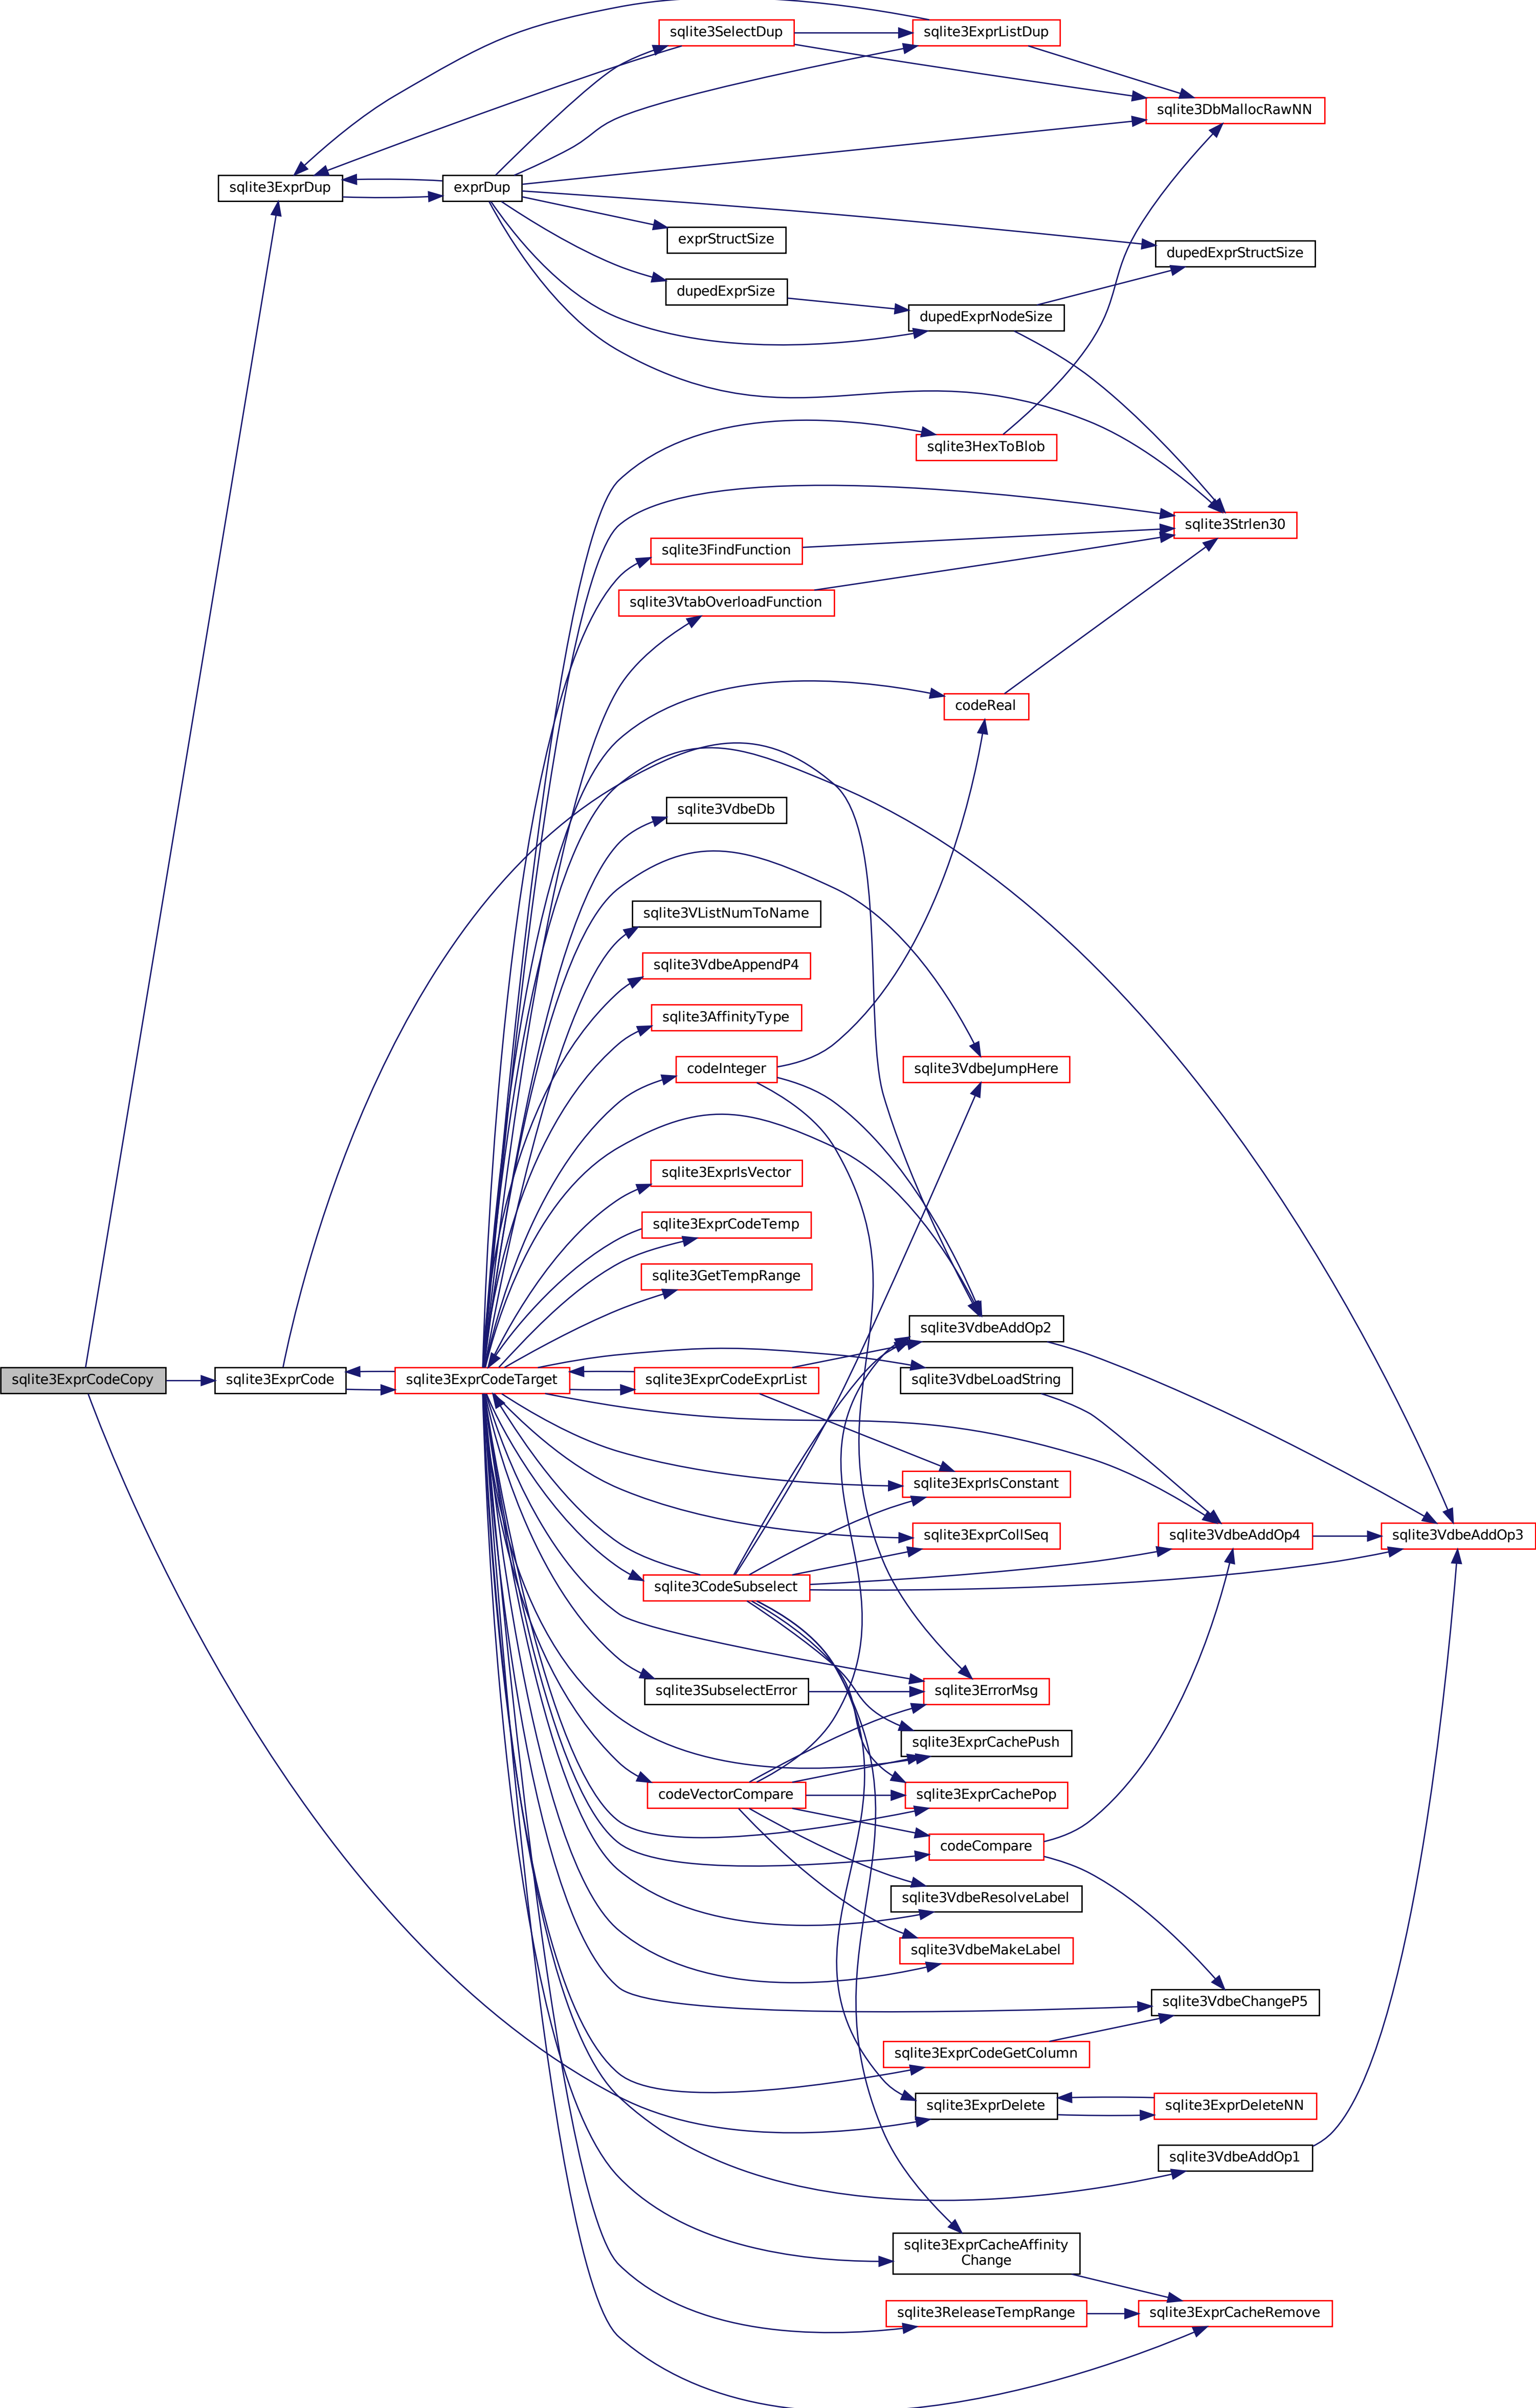 sqlite3SelectDup
sqlite3ExprListDup
sqlite3DbMallocRawNN
sqlite3ExprDup
exprDup
exprStructSize
dupedExprStructSize
dupedExprSize
dupedExprNodeSize
sqlite3HexToBlob
sqlite3Strlen30
sqlite3FindFunction
sqlite3VtabOverloadFunction
codeReal
sqlite3VdbeDb
sqlite3VListNumToName
sqlite3VdbeAppendP4
sqlite3AffinityType
codeInteger
sqlite3VdbeJumpHere
sqlite3ExprIsVector
sqlite3ExprCodeTemp
sqlite3GetTempRange
sqlite3VdbeAddOp2
sqlite3ExprCodeCopy
sqlite3ExprCode
sqlite3ExprCodeTarget
sqlite3ExprCodeExprList
sqlite3VdbeLoadString
sqlite3ExprIsConstant
sqlite3ExprCollSeq
sqlite3VdbeAddOp4
sqlite3VdbeAddOp3
sqlite3CodeSubselect
sqlite3SubselectError
sqlite3ErrorMsg
sqlite3ExprCachePush
codeVectorCompare
sqlite3ExprCachePop
codeCompare
sqlite3VdbeResolveLabel
sqlite3VdbeMakeLabel
sqlite3VdbeChangeP5
sqlite3ExprCodeGetColumn
sqlite3ExprDelete
sqlite3ExprDeleteNN
sqlite3VdbeAddOp1
sqlite3ExprCacheAffinity
Change
sqlite3ReleaseTempRange
sqlite3ExprCacheRemove